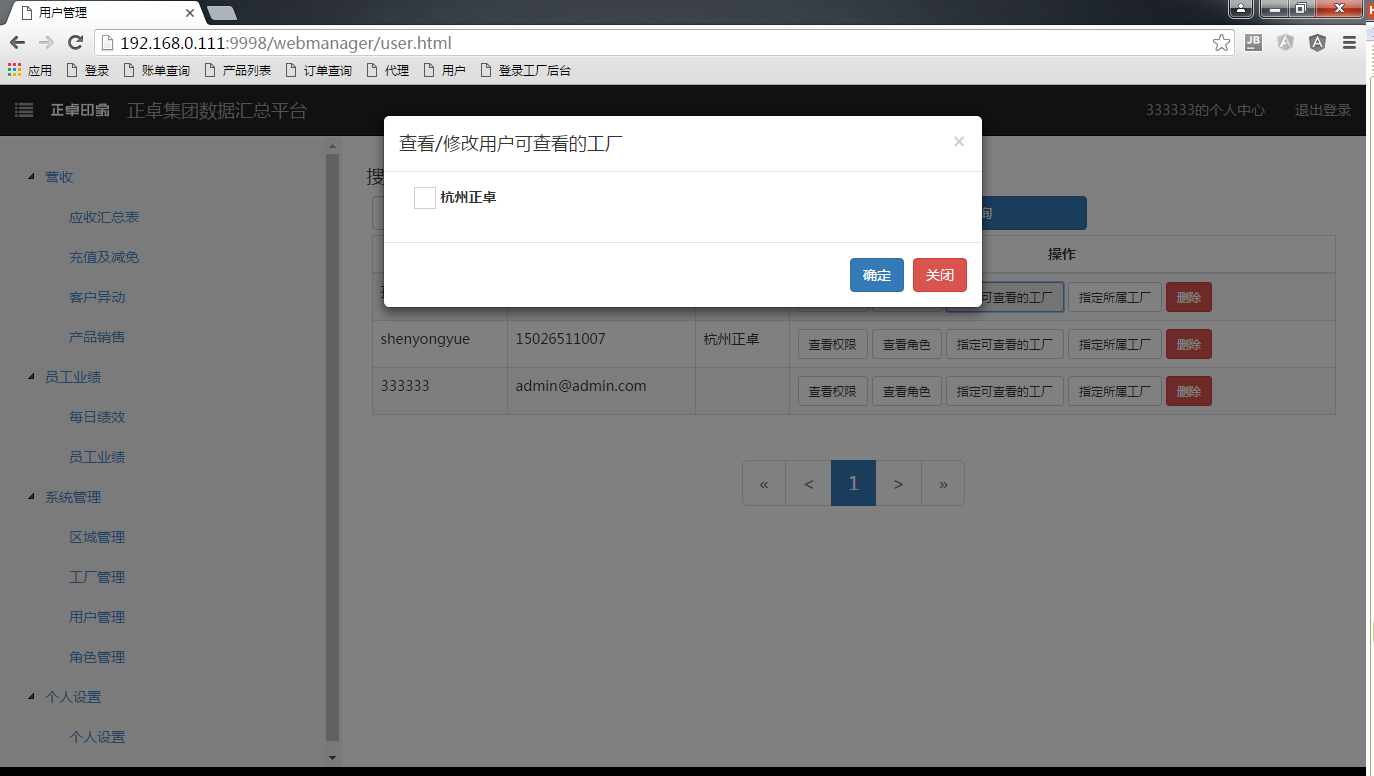 用户管理
192.168.0.111:9998/webmanager/user.html
JB
应用 登录 账单查询 产品列表 订单查询 代理 用户 登录工厂后台
正卓印象 正卓集团数据汇总平台 333333的个人中心 退出登录
查看/修改用户可查看的工厂 ×
杭州正卓
确定 关闭
营收
应收汇总表
充值及减免
客户异动
产品销售
员工业绩
每日绩效
员工业绩
系统管理
区域管理
工厂管理
用户管理
角色管理
个人设置
个人设置
搜
询
操作
可查看的工厂 指定所属工厂 删除
shenyongyue 15026511007 杭州正卓 查看权限 查看角色 指定可查看的工厂 指定所属工厂 删除
333333 admin@admin.com 查看权限 查看角色 指定可查看的工厂 指定所属工厂 删除
« < 1 > »